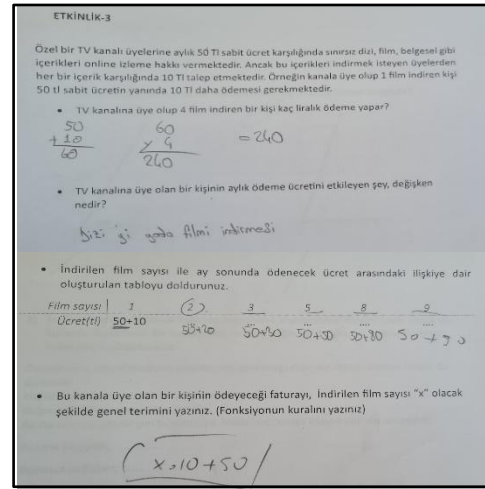 ETKİNLİK-3
Özel bir TV kanalı üyelerine aylık 50 Tl sabit ücret karşılığında sınırsız dizi, film, belgesel gibi
içerikleri online izleme hakkı vermektedir. Ancak bu içerikleri indirmek isteyen üyelerden
her bir içerik karşılığında 10 Tl talep etmektedir. Örneğin kanala üye olup 1 film indiren kişi
50 tl sabit ücretin yanında 10 Tl daha ödemesi gerekmektedir.
• TV kanalına üye olup 4 film indiren bir kişi kaç liralık ödeme yapar?
50 60
+ 10 x 4 = 240
60 240
• TV kanalına üye olan bir kişinin aylık ödeme ücretini etkileyen şey, değişken
nedir?
Dizi yi yada filmi indirmesi
• İndirilen film sayısı ile ay sonunda ödenecek ücret arasındaki ilişkiye dair
oluşturulan tabloyu doldurunuz.
Film sayısı 1 2 3 5 8 9
Ücret(tl) 50+10 50+20 50+30 50+50 50+80 50+90
• Bu kanala üye olan bir kişinin ödeyeceği faturayı, İndirilen film sayısı "x" olacak
şekilde genel terimini yazınız. (Fonksiyonun kuralını yazınız)
x.10+50